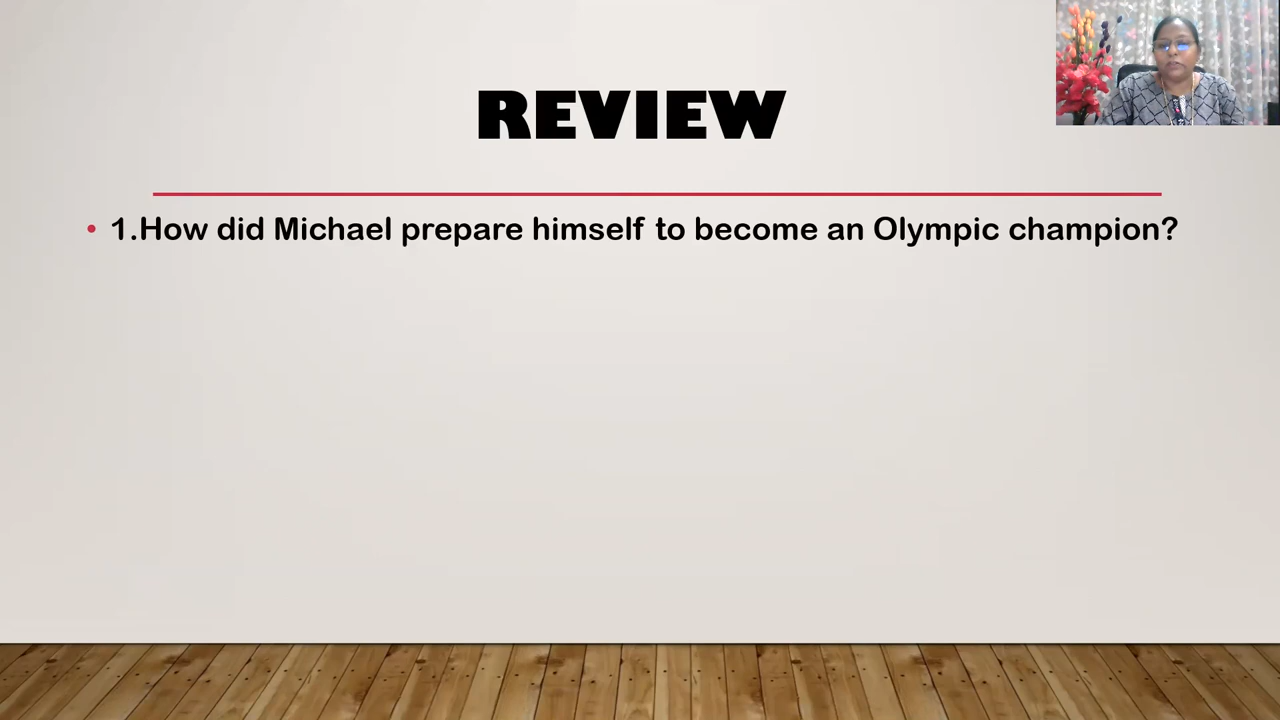 REVIEW
• 1.How did Michael prepare himself to become an Olympic champion?